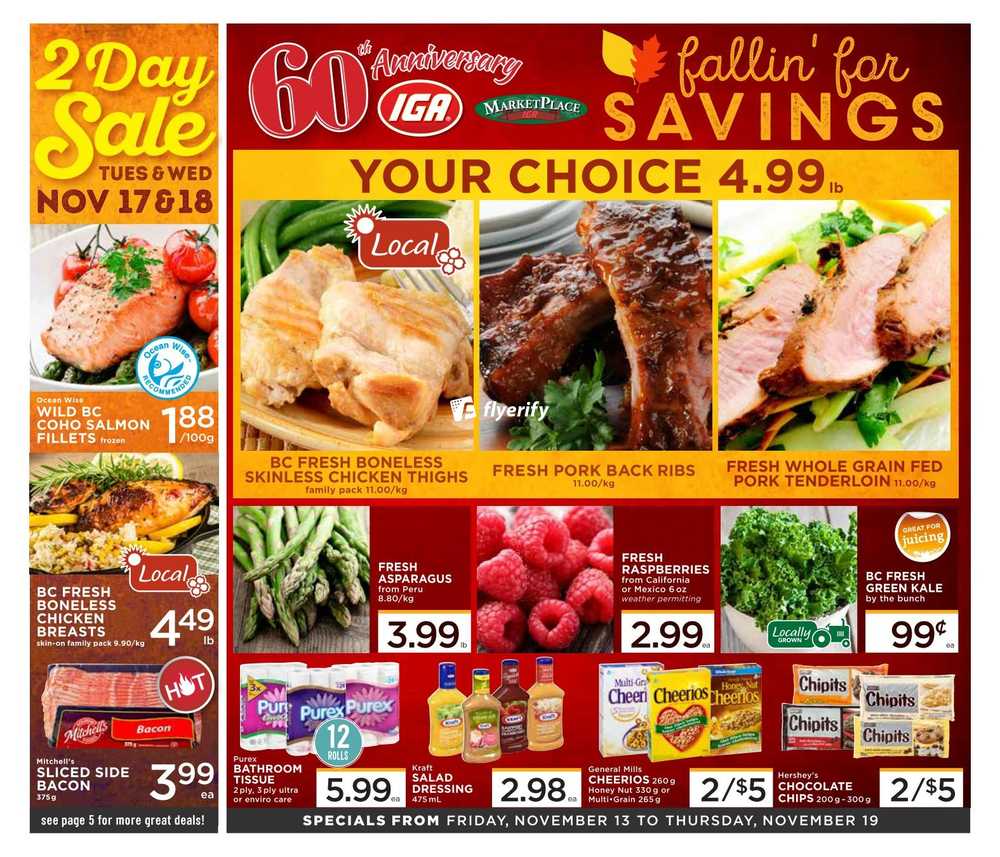 2 Day
Sale
TUES & WED
NOV 17 & 18
Ocean Wise
RECOMMENDED
Ocean Wise
WILD BC
COHO SALMON
FILLETS frozen
1.88
/100g
Local
BC FRESH
BONELESS
CHICKEN
BREASTS
skin-on family pack 9.90/kg
4.49
lb
HOT
Mitchell's
Bacon
375 g
Mitchell's
SLICED SIDE
BACON
375g
3.99
ea
see page 5 for more great deals!
60th Anniversary
IGA
MARKETPLACE
IGA
fallin' for
SAVINGS
YOUR CHOICE 4.99 lb
Local
flyerify
BC FRESH BONELESS
SKINLESS CHICKEN THIGHS
family pack 11.00/kg
FRESH PORK BACK RIBS
11.00/kg
FRESH WHOLE GRAIN FED
PORK TENDERLOIN 11.00/kg
FRESH
ASPARAGUS
from Peru
8.80/kg
3.99
lb
FRESH
RASPBERRIES
from California
or Mexico 6 oz
weather permitting
2.99
ea
GREAT FOR
juicing
BC FRESH
GREEN KALE
by the bunch
Locally
GROWN
99¢
ea
Purex
Purex
Purex
12
ROLLS
Purex
BATHROOM
TISSUE
2 ply, 3 ply ultra
or enviro care
5.99
ea
Kraft
SALAD
DRESSING
475mL
2.98
ea
Multi-Grain
Cheerios
Cheerios
Honey Nut
Cheerios
General Mills
CHEERIOS 260 g
Honey Nut 330 g or
Multi•Grain 265 g
2/$5
Chipits
Chipits
Chipits
Chipits
Hershey's
CHOCOLATE
CHIPS 200 g - 300 g
2/$5
SPECIALS FROM FRIDAY, NOVEMBER 13 TO THURSDAY, NOVEMBER 19